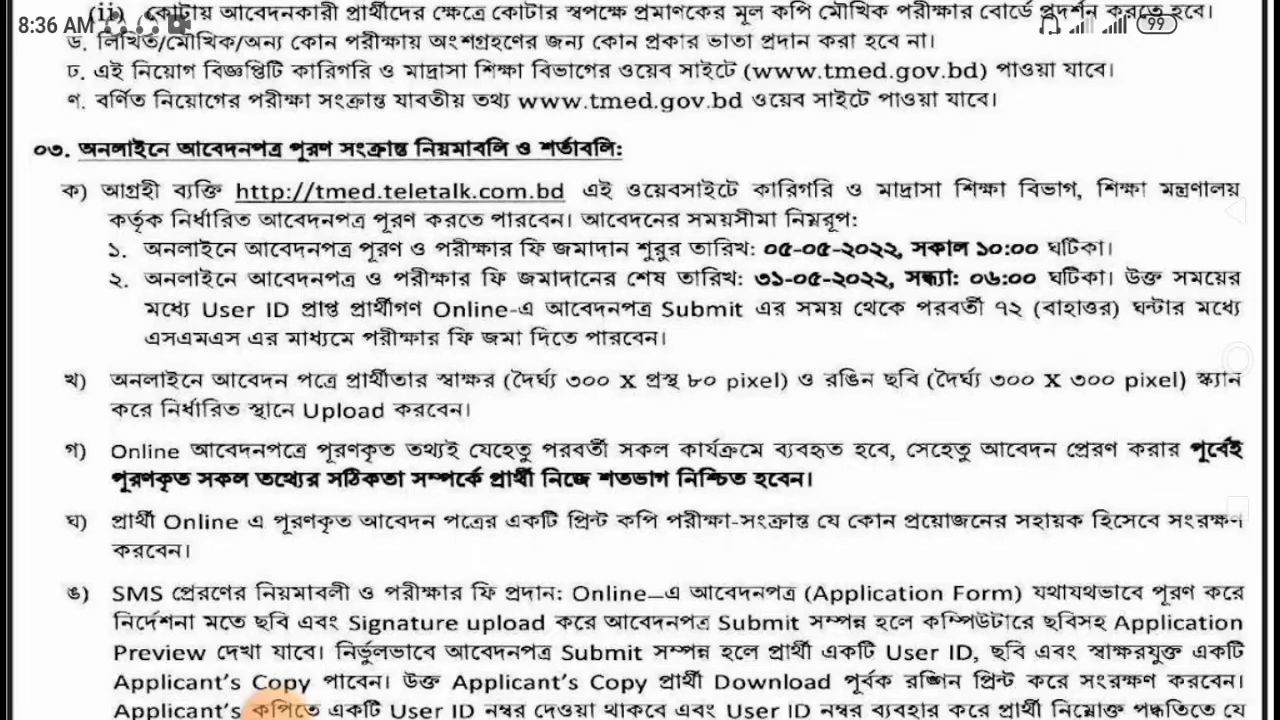 (ii) কোটায় আবেদনকারী প্রার্থীদের ক্ষেত্রে কোটার স্বপক্ষে প্রমাণকের মূল কপি মৌখিক পরীক্ষার বোর্ডে প্রদর্শন করতে হবে।
8:36 AM 99
ড. লিখিত/মৌখিক/অন্য কোন পরীক্ষায় অংশগ্রহণের জন্য কোন প্রকার ভাতা প্রদান করা হবে না।
ঢ. এই নিয়োগ বিজ্ঞপ্তিটি কারিগরি ও মাদ্রাসা শিক্ষা বিভাগের ওয়েব সাইটে (www.tmed.gov.bd) পাওয়া যাবে।
ণ. বর্ণিত নিয়োগের পরীক্ষা সংক্রান্ত যাবতীয় তথ্য www.tmed.gov.bd ওয়েব সাইটে পাওয়া যাবে।
০৩. অনলাইনে আবেদনপত্র পূরণ সংক্রান্ত নিয়মাবলি ও শর্তাবলি:
ক) আগ্রহী ব্যক্তি http://tmed.teletalk.com.bd এই ওয়েবসাইটে কারিগরি ও মাদ্রাসা শিক্ষা বিভাগ, শিক্ষা মন্ত্রণালয়
কর্তৃক নির্ধারিত আবেদনপত্র পূরণ করতে পারবেন। আবেদনের সময়সীমা নিম্নরূপ:
১. অনলাইনে আবেদনপত্র পূরণ ও পরীক্ষার ফি জমাদান শুরুর তারিখ: ০৫-০৫-২০২২, সকাল ১০:০০ ঘটিকা।
২. অনলাইনে আবেদনপত্র ও পরীক্ষার ফি জমাদানের শেষ তারিখ: ৩১-০৫-২০২২, সন্ধ্যা: ০৬:০০ ঘটিকা। উক্ত সময়ের
মধ্যে User ID প্রাপ্ত প্রার্থীগণ Online-এ আবেদনপত্র Submit এর সময় থেকে পরবর্তী ৭২ (বাহাত্তর) ঘন্টার মধ্যে
এসএমএস এর মাধ্যমে পরীক্ষার ফি জমা দিতে পারবেন।
খ) অনলাইনে আবেদন পত্রে প্রার্থীতার স্বাক্ষর (দৈর্ঘ্য ৩০০ X প্রস্থ ৮০ pixel) ও রঙিন ছবি (দৈর্ঘ্য ৩০০ X ৩০০ pixel) স্ক্যান
করে নির্ধারিত স্থানে Upload করবেন।
গ) Online আবেদনপত্রে পূরণকৃত তথ্যই যেহেতু পরবর্তী সকল কার্যক্রমে ব্যবহৃত হবে, সেহেতু আবেদন প্রেরণ করার পূর্বেই
পূরণকৃত সকল তথ্যের সঠিকতা সম্পর্কে প্রার্থী নিজে শতভাগ নিশ্চিত হবেন।
ঘ) প্রার্থী Online এ পূরণকৃত আবেদন পত্রের একটি প্রিন্ট কপি পরীক্ষা-সংক্রান্ত যে কোন প্রয়োজনের সহায়ক হিসেবে সংরক্ষণ
করবেন।
ঙ) SMS প্রেরণের নিয়মাবলী ও পরীক্ষার ফি প্রদান: Online–এ আবেদনপত্র (Application Form) যথাযথভাবে পূরণ করে
নির্দেশনা মতে ছবি এবং Signature upload করে আবেদনপত্র Submit সম্পন্ন হলে কম্পিউটারে ছবিসহ Application
Preview দেখা যাবে। নির্ভুলভাবে আবেদনপত্র Submit সম্পন্ন হলে প্রার্থী একটি User ID, ছবি এবং স্বাক্ষরযুক্ত একটি
Applicant's Copy পাবেন। উক্ত Applicant's Copy প্রার্থী Download পূর্বক রঙ্গিন প্রিন্ট করে সংরক্ষণ করবেন।
Applicant's কপিতে একটি User ID নম্বর দেওয়া থাকবে এবং User ID নম্বর ব্যবহার করে প্রার্থী নিম্নোক্ত পদ্ধতিতে যে